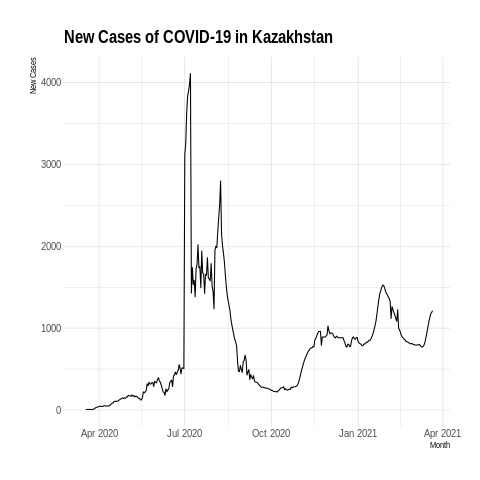 New Cases of COVID-19 in Kazakhstan
New Cases
4000
3000
2000
1000
0
Apr 2020 Jul 2020 Oct 2020 Jan 2021 Apr 2021
Month